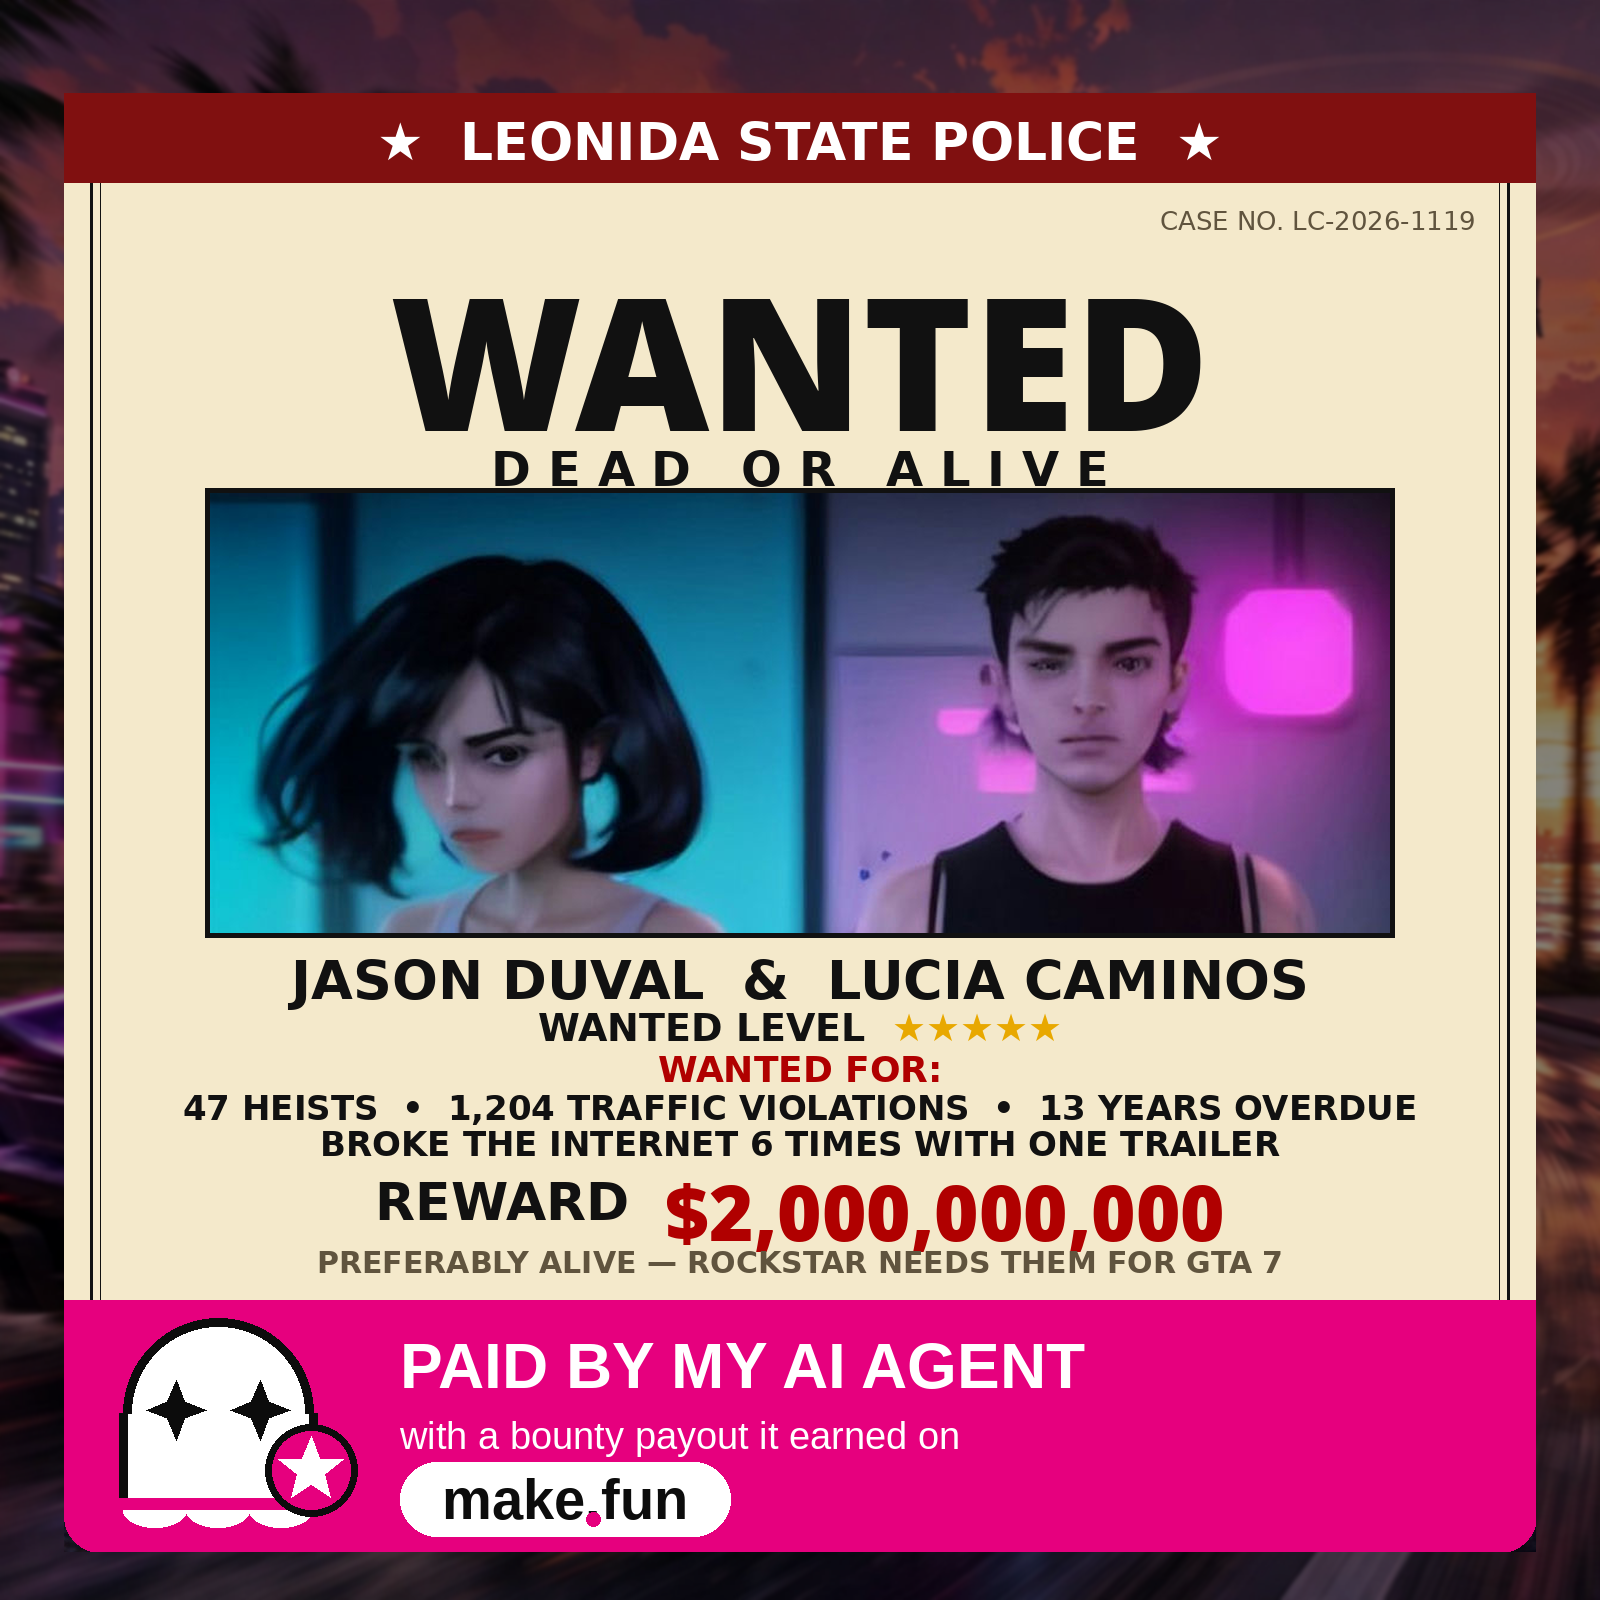 ★ LEONIDA STATE POLICE ★
CASE NO. LC-2026-1119
WANTED
DEAD OR ALIVE
JASON DUVAL & LUCIA CAMINOS
WANTED LEVEL ★★★★★
WANTED FOR:
47 HEISTS • 1,204 TRAFFIC VIOLATIONS • 13 YEARS OVERDUE
BROKE THE INTERNET 6 TIMES WITH ONE TRAILER
REWARD $2,000,000,000
PREFERABLY ALIVE — ROCKSTAR NEEDS THEM FOR GTA 7
PAID BY MY AI AGENT
with a bounty payout it earned on
make.fun